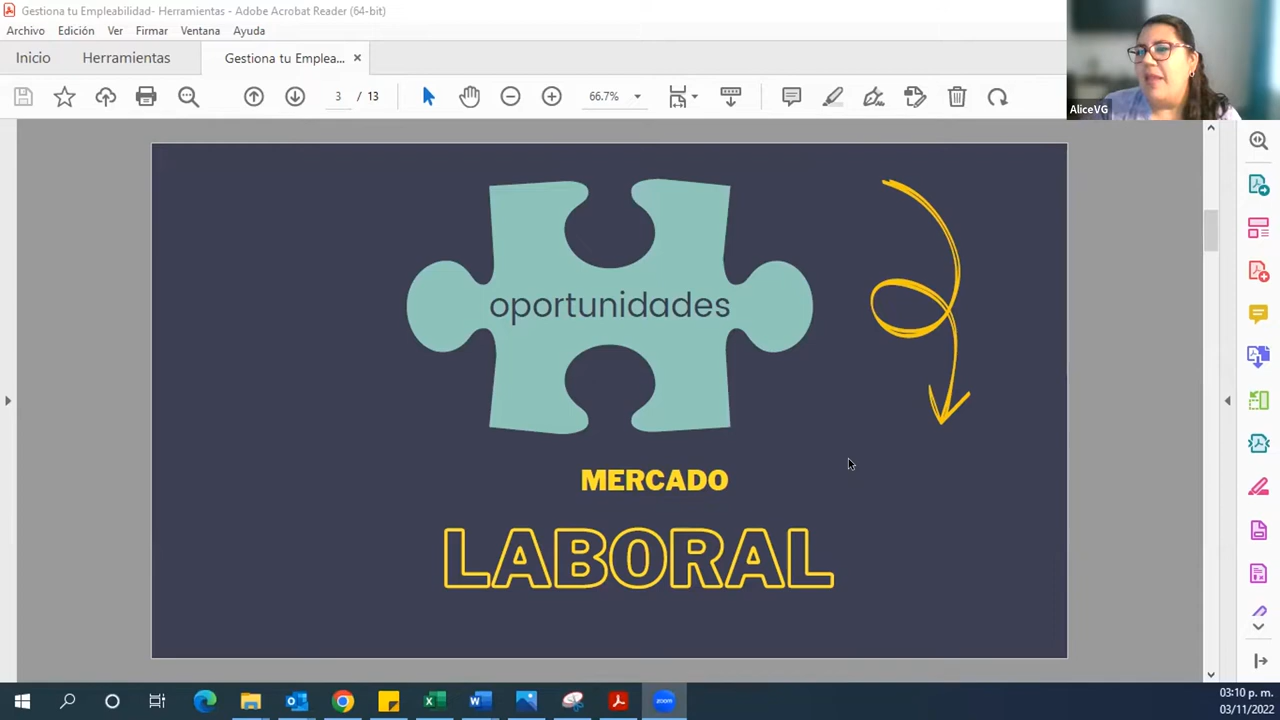 Gestiona tu Empleabilidad- Herramientas - Adobe Acrobat Reader (64-bit)
Archivo Edición Ver Firmar Ventana Ayuda
Inicio Herramientas Gestiona tu Emplea... ×
3 / 13 66.7%
AliceVG
oportunidades
MERCADO
LABORAL
zoom
03:10 p. m.
03/11/2022